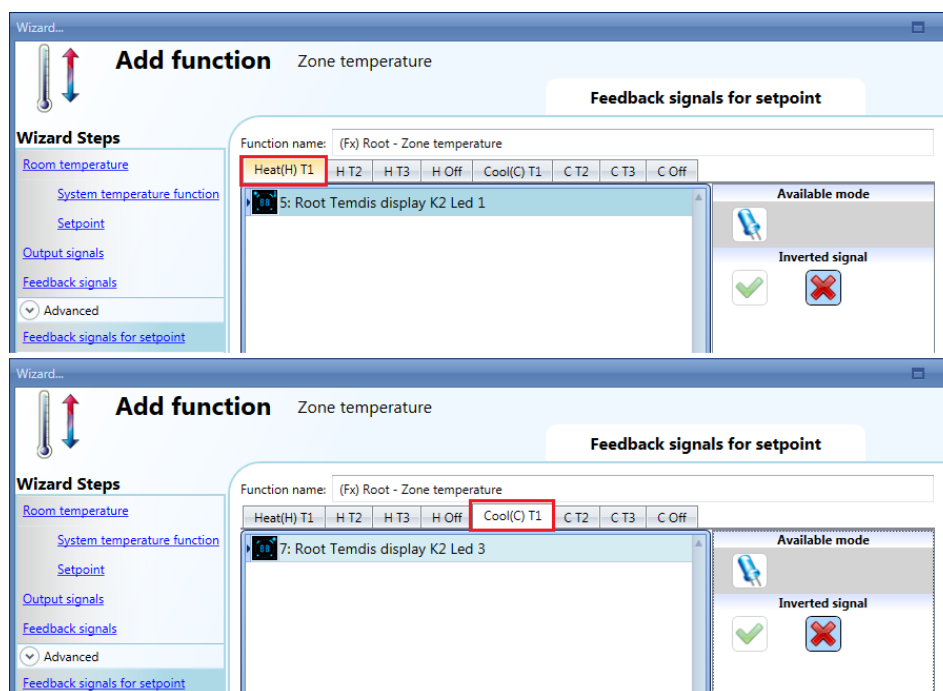 Wizard...
Add function Zone temperature
Feedback signals for setpoint
Wizard Steps
Function name: (Fx) Root - Zone temperature
Room temperature
Heat(H) T1 H T2 H T3 H Off Cool(C) T1 C T2 C T3 C Off
System temperature function
5: Root Temdis display K2 Led 1
Available mode
Setpoint
Output signals
Inverted signal
Feedback signals
Advanced
Feedback signals for setpoint
Wizard...
Add function Zone temperature
Feedback signals for setpoint
Wizard Steps
Function name: (Fx) Root - Zone temperature
Room temperature
Heat(H) T1 H T2 H T3 H Off Cool(C) T1 C T2 C T3 C Off
System temperature function
7: Root Temdis display K2 Led 3
Available mode
Setpoint
Output signals
Inverted signal
Feedback signals
Advanced
Feedback signals for setpoint